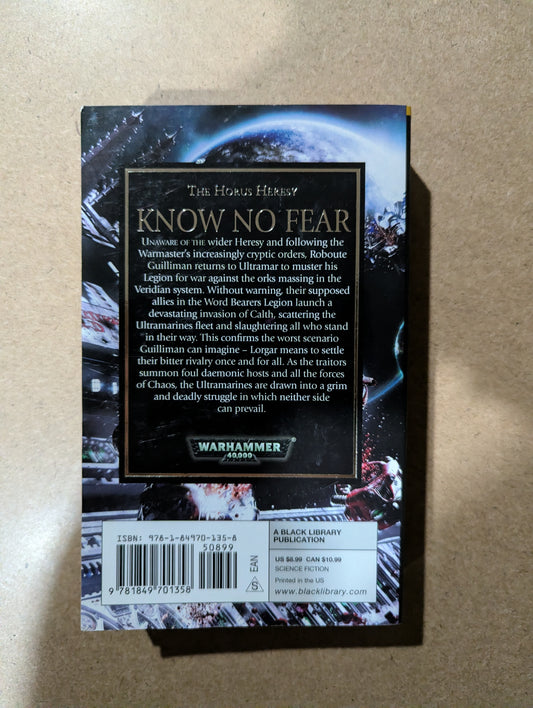 THE HORUS HERESY
KNOW NO FEAR
UNAWARE OF THE wider Heresy and following the
Warmaster's increasingly cryptic orders, Roboute
Guilliman returns to Ultramar to muster his
Legion for war against the orks massing in the
Veridian system. Without warning, their supposed
allies in the Word Bearers Legion launch a
devastating invasion of Calth, scattering the
Ultramarines fleet and slaughtering all who stand
in their way. This confirms the worst scenario
Guilliman can imagine – Lorgar means to settle
their bitter rivalry once and for all. As the traitors
summon foul daemonic hosts and all the forces
of Chaos, the Ultramarines are drawn into a grim
and deadly struggle in which neither side
can prevail.
WARHAMMER®
40,000
ISBN: 978-1-84970-135-8
50899
9 781849 701358
S
EAN
A BLACK LIBRARY
PUBLICATION
US $8.99 CAN $10.99
SCIENCE FICTION
Printed in the US
www.blacklibrary.com